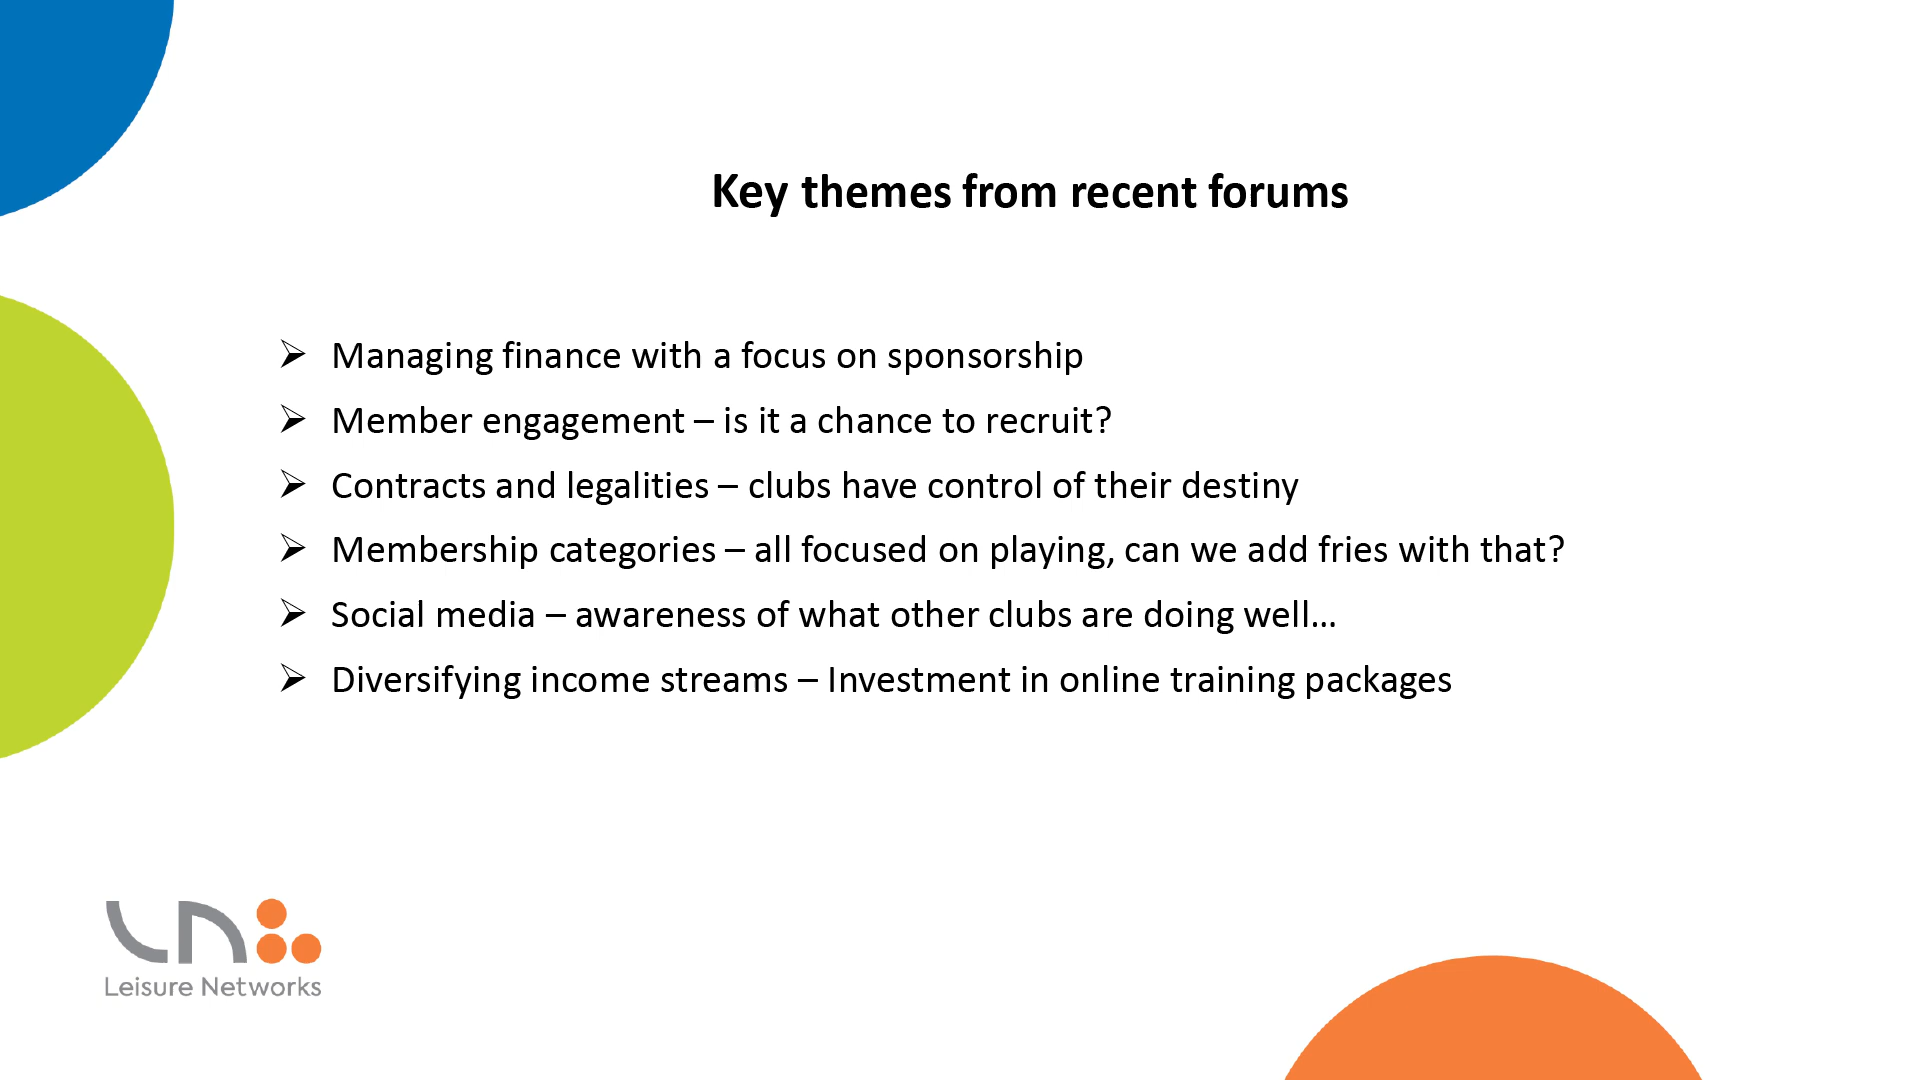 Key themes from recent forums
Managing finance with a focus on sponsorship
Member engagement – is it a chance to recruit?
Contracts and legalities – clubs have control of their destiny
Membership categories – all focused on playing, can we add fries with that?
Social media – awareness of what other clubs are doing well…
Diversifying income streams – Investment in online training packages
Leisure Networks